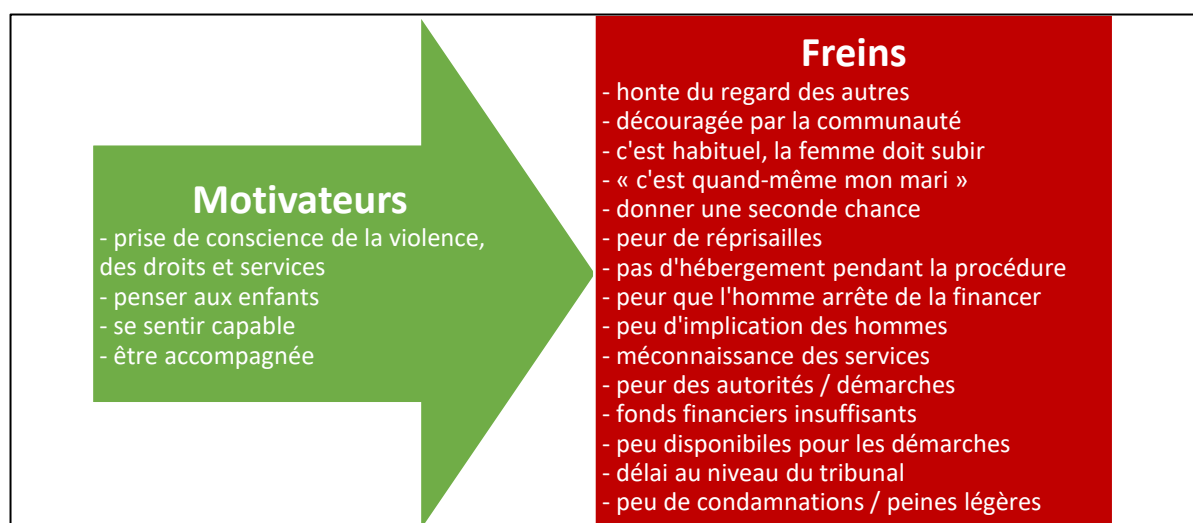 Motivateurs
- prise de conscience de la violence,
des droits et services
- penser aux enfants
- se sentir capable
- être accompagnée
Freins
- honte du regard des autres
- découragée par la communauté
- c'est habituel, la femme doit subir
- « c'est quand-même mon mari »
- donner une seconde chance
- peur de réprisailles
- pas d'hébergement pendant la procédure
- peur que l'homme arrête de la financer
- peu d'implication des hommes
- méconnaissance des services
- peur des autorités / démarches
- fonds financiers insuffisants
- peu disponibiles pour les démarches
- délai au niveau du tribunal
- peu de condamnations / peines légères